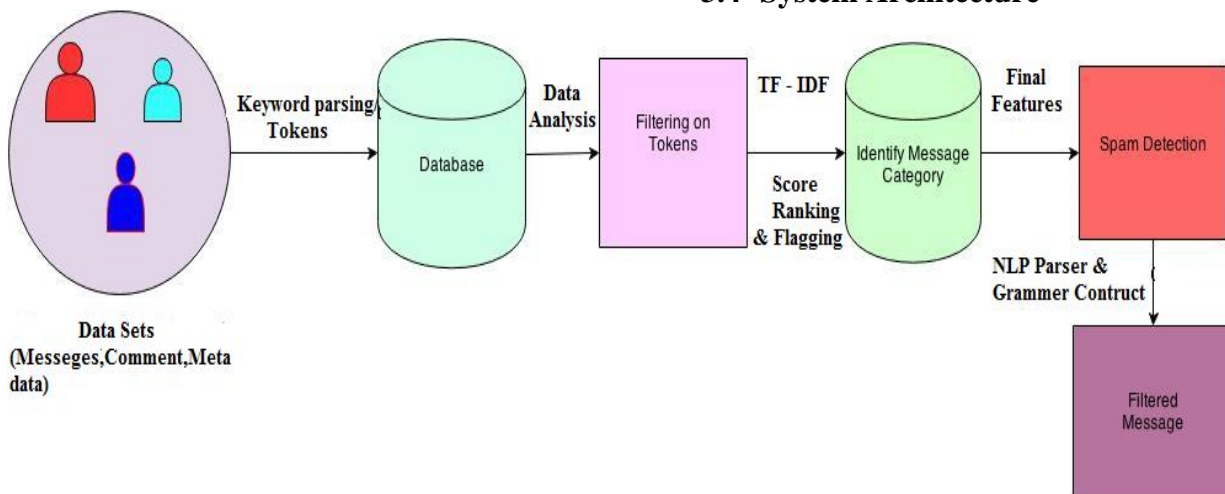 Keyword parsing/
Tokens
Database
Data
Analysis
Filtering on
Tokens
TF - IDF
Score
Ranking
& Flagging
Identify Message
Category
Final
Features
Spam Detection
NLP Parser &
Grammer Contruct
Filtered
Message
Data Sets
(Messeges,Comment,Meta
data)